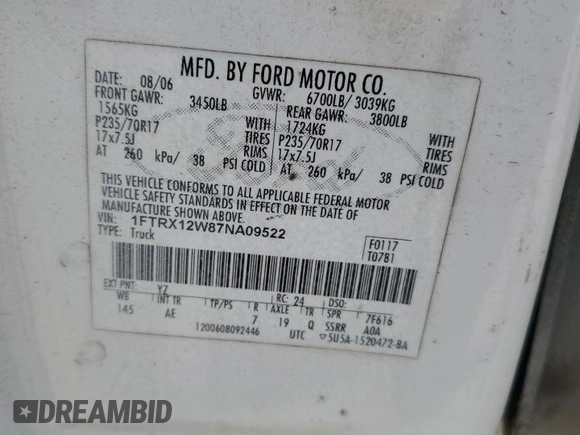 MFD. BY FORD MOTOR CO.
DATE: 08/06 GVWR: 6700LB/ 3039KG
FRONT GAWR: 3450LB REAR GAWR: 3800LB
1565KG WITH 1724KG WITH
P235/70R17 TIRES P235/70R17 TIRES
17x7.5J RIMS 17x7.5J RIMS
AT 260 kPa/ 38 PSI COLD AT 260 kPa/ 38 PSI COLD
THIS VEHICLE CONFORMS TO ALL APPLICABLE FEDERAL MOTOR
VEHICLE SAFETY STANDARDS IN EFFECT ON THE DATE OF
MANUFACTURE SHOWN ABOVE.
VIN: 1FTRX12W87NA09522
TYPE: Truck
F0117
T0781
EXT PNT: YZ RC: 24 DSO:
WB INT TR TP/PS R AXLE TR SPR 7F616
145 AE 7 19 Q SSRR A0A
1200608092446 UTC ▽5U5A-1520472-BA
Ford
DREAMBID